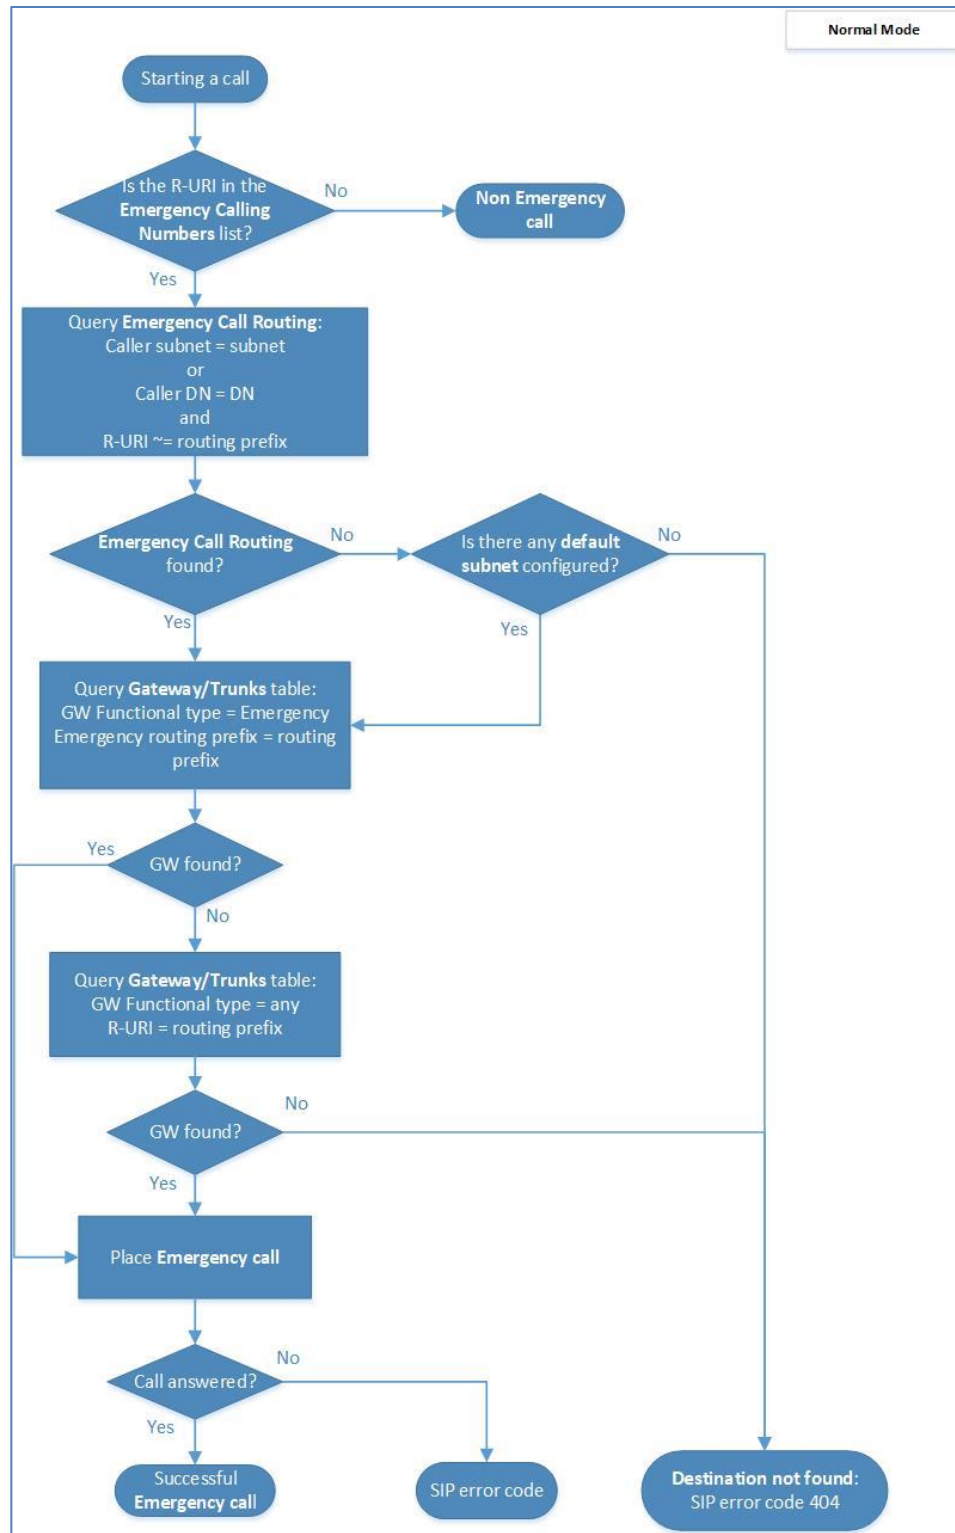 Normal Mode
Starting a call
Is the R-URI in the
Emergency Calling
Numbers list?
No
Non Emergency
call
Yes
Query Emergency Call Routing:
Caller subnet = subnet
or
Caller DN = DN
and
R-URI ~= routing prefix
Emergency Call Routing
found?
No
Is there any default
subnet configured?
No
Yes
Yes
Query Gateway/Trunks table:
GW Functional type = Emergency
Emergency routing prefix = routing
prefix
Yes
GW found?
No
Query Gateway/Trunks table:
GW Functional type = any
R-URI = routing prefix
No
GW found?
Yes
Place Emergency call
No
Call answered?
Yes
Successful
Emergency call
SIP error code
Destination not found:
SIP error code 404